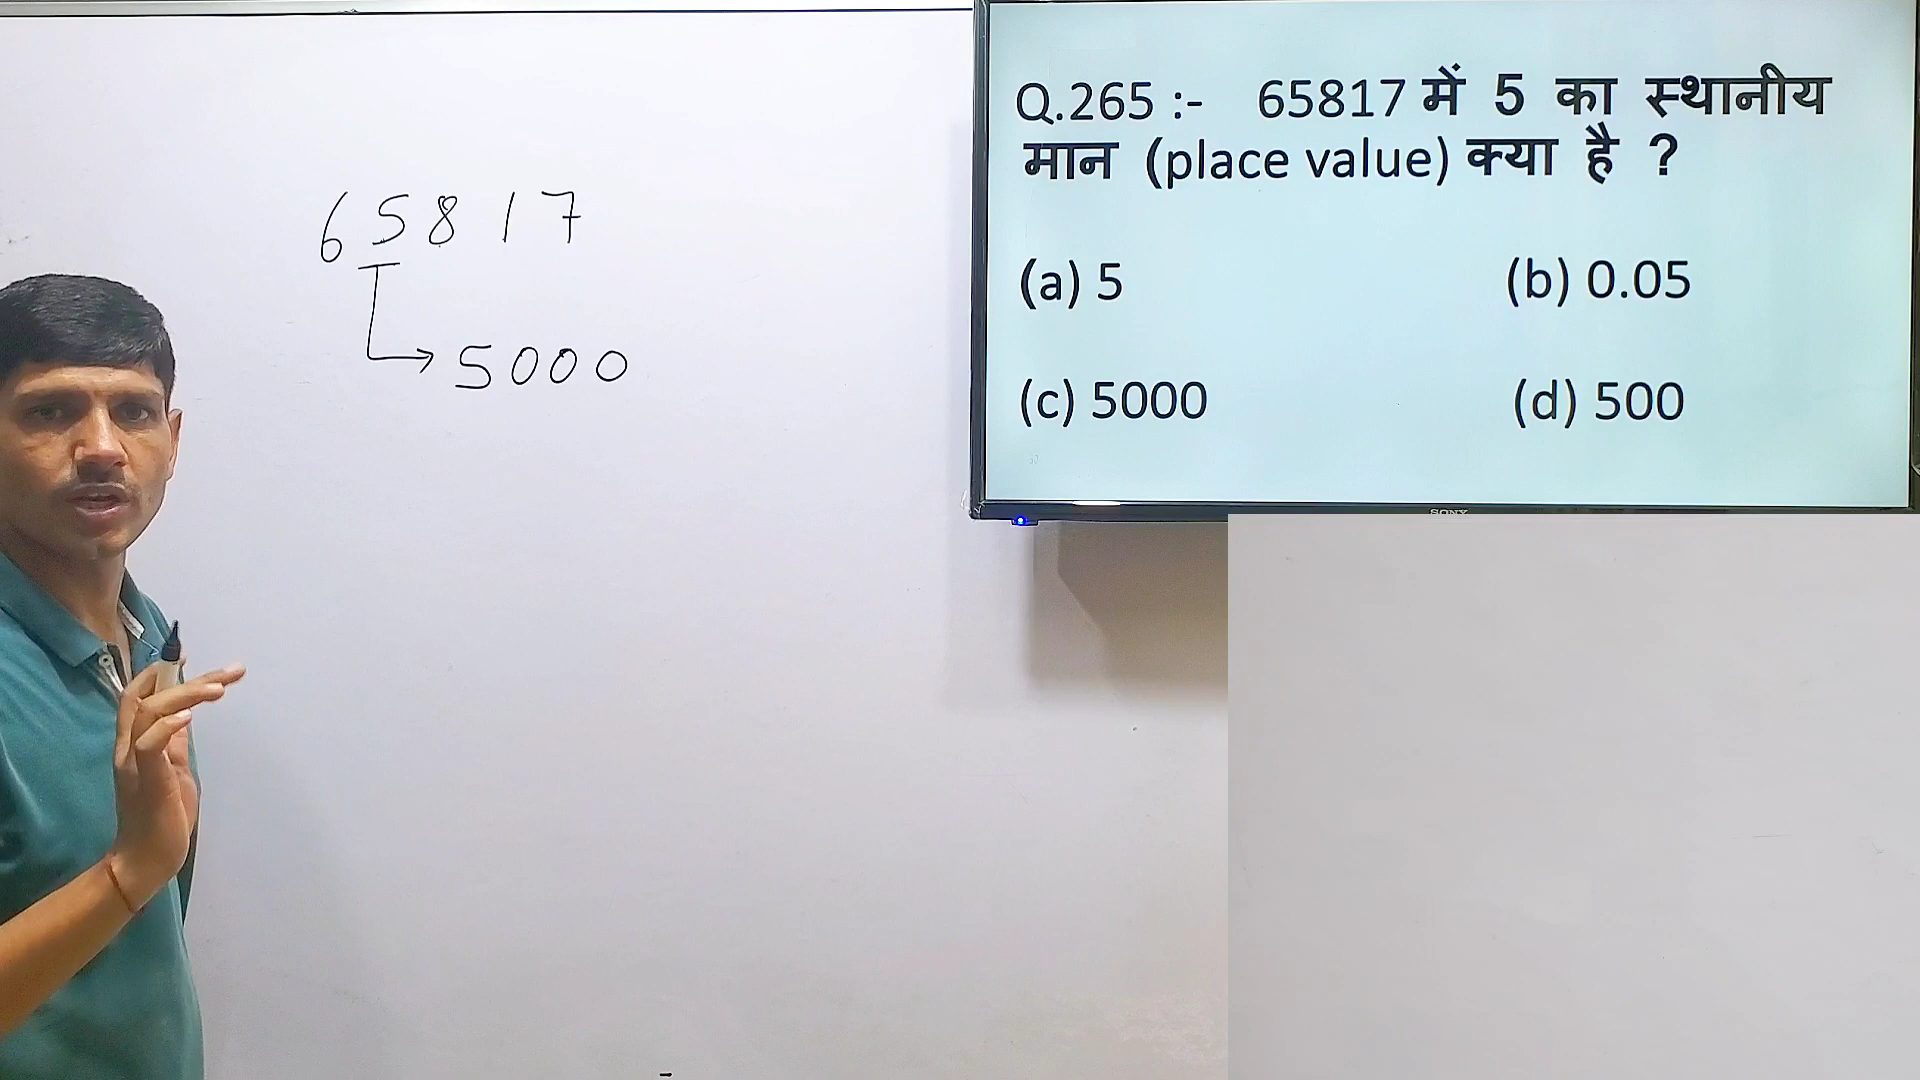 65817
5000
Q.265 :- 65817 में 5 का स्थानीय
मान (place value) क्या है ?
(a) 5 (b) 0.05
(c) 5000 (d) 500
SONY